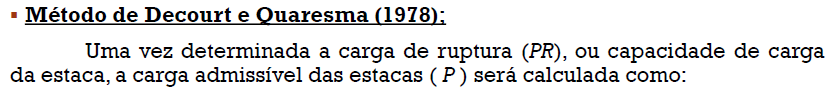 ▪ Método de Decourt e Quaresma (1978);
Uma vez determinada a carga de ruptura (PR), ou capacidade de carga
da estaca, a carga admissível das estacas ( P ) será calculada como: